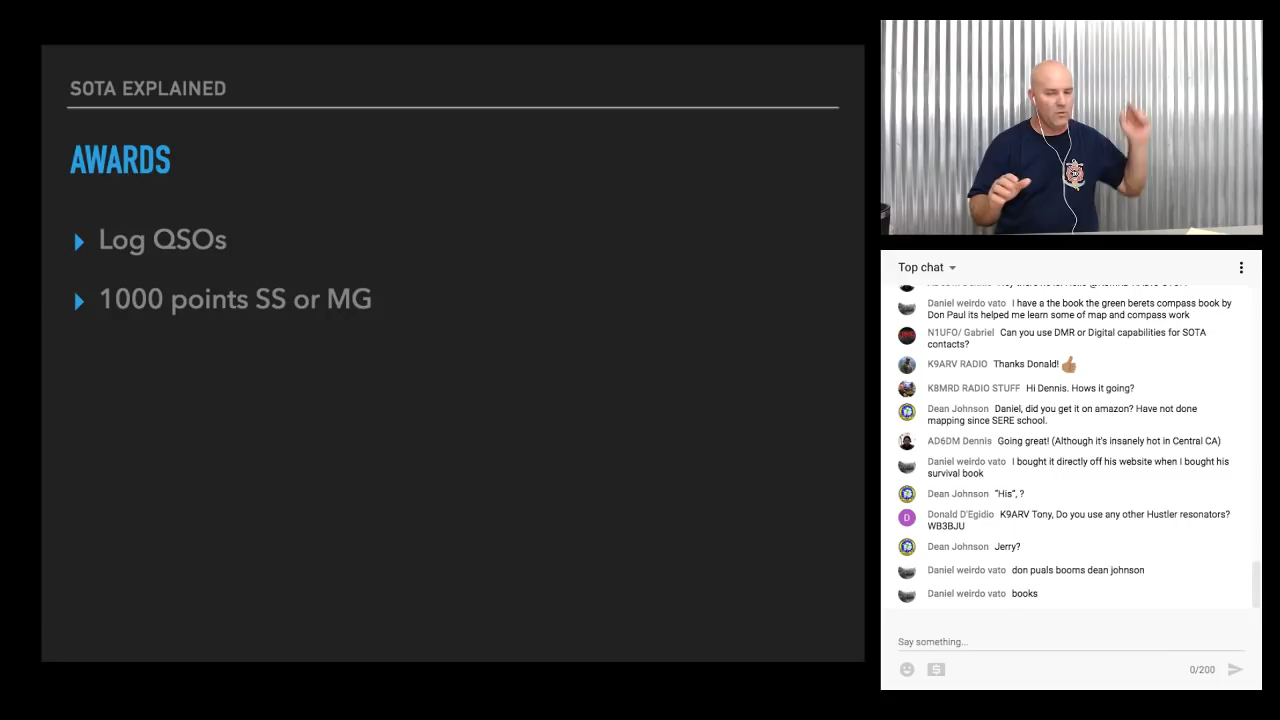 SOTA EXPLAINED
AWARDS
Log QSOs
1000 points SS or MG
Top chat
Daniel weirdo vato I have a the book the green berets compass book by
Don Paul its helped me learn some of map and compass work
N1UFO/ Gabriel Can you use DMR or Digital capabilities for SOTA
contacts?
K9ARV RADIO Thanks Donald!
K8MRD RADIO STUFF Hi Dennis. Hows it going?
Dean Johnson Daniel, did you get it on amazon? Have not done
mapping since SERE school.
AD6DM Dennis Going great! (Although it's insanely hot in Central CA)
Daniel weirdo vato I bought it directly off his website when I bought his
survival book
Dean Johnson “His”, ?
D
Donald D'Egidio K9ARV Tony, Do you use any other Hustler resonators?
WB3BJU
Dean Johnson Jerry?
Daniel weirdo vato don puals booms dean johnson
Daniel weirdo vato books
Say something...
0/200